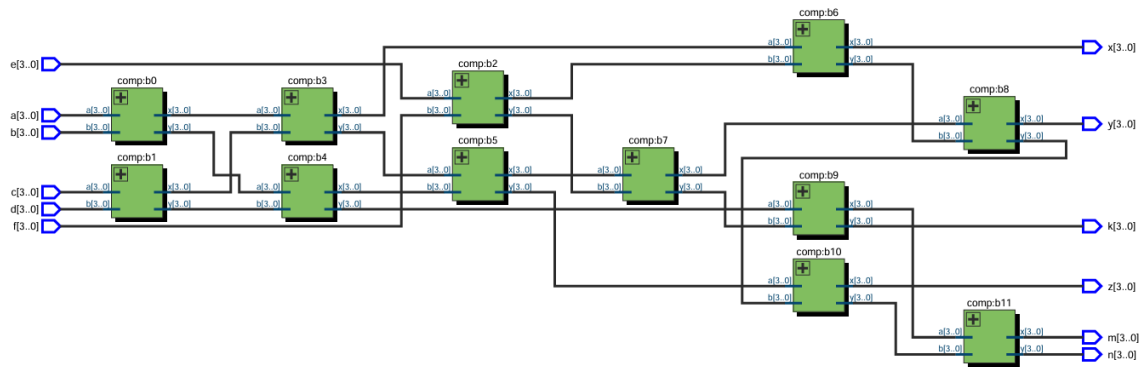 comp:b6
a[3..0] x[3..0] x[3..0]
b[3..0] y[3..0]
e[3..0]
comp:b0 comp:b3 comp:b2 comp:b8
a[3..0] x[3..0]
b[3..0] y[3..0]
a[3..0] a[3..0] x[3..0] a[3..0] x[3..0]
b[3..0] b[3..0] y[3..0] b[3..0] y[3..0]
a[3..0] x[3..0] y[3..0]
b[3..0] y[3..0]
comp:b1 comp:b4 comp:b5 comp:b7
a[3..0] x[3..0] a[3..0] x[3..0]
b[3..0] y[3..0] b[3..0] y[3..0]
comp:b9
c[3..0] a[3..0] x[3..0] a[3..0] x[3..0]
d[3..0] b[3..0] y[3..0] b[3..0] y[3..0]
a[3..0] x[3..0]
b[3..0] y[3..0] k[3..0]
f[3..0]
comp:b10
a[3..0] x[3..0] z[3..0]
b[3..0] y[3..0]
comp:b11
a[3..0] x[3..0] m[3..0]
b[3..0] y[3..0] n[3..0]